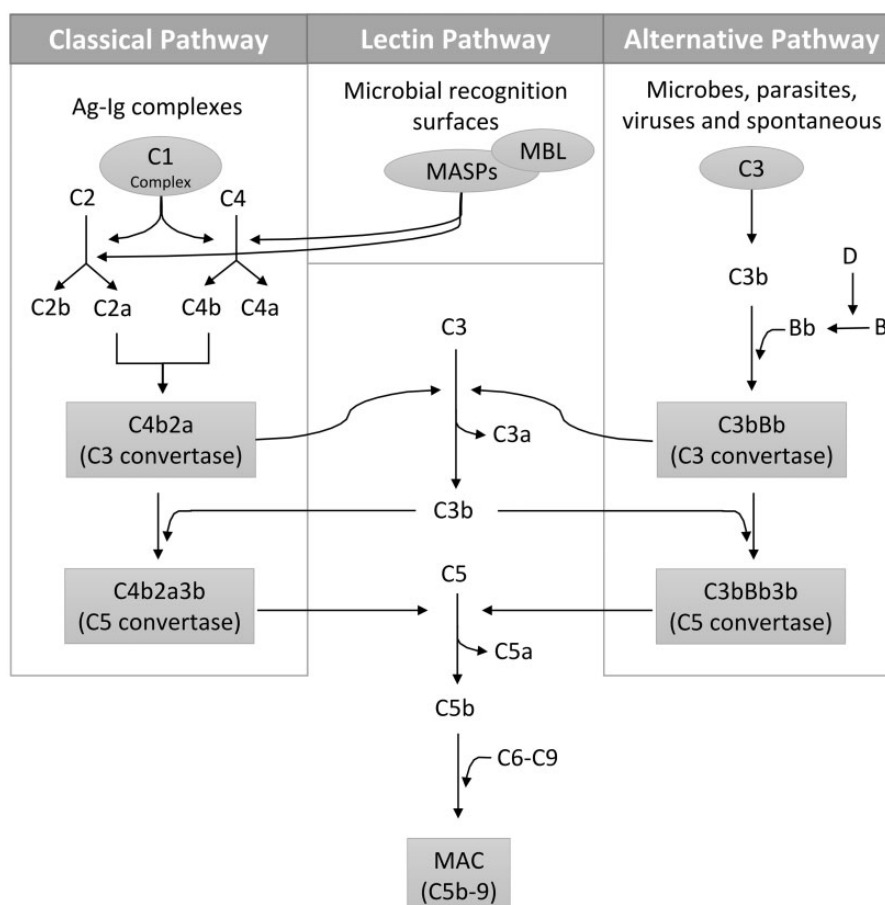 Classical Pathway
Lectin Pathway
Alternative Pathway
Ag-Ig complexes
C1
Complex
C2
C4
C2b
C2a
C4b
C4a
C4b2a
(C3 convertase)
C4b2a3b
(C5 convertase)
Microbial recognition
surfaces
MBL
MASPs
C3
C3a
C3b
C5
C5a
C5b
C6-C9
MAC
(C5b-9)
Microbes, parasites,
viruses and spontaneous
C3
C3b
D
Bb
B
C3bBb
(C3 convertase)
C3bBb3b
(C5 convertase)